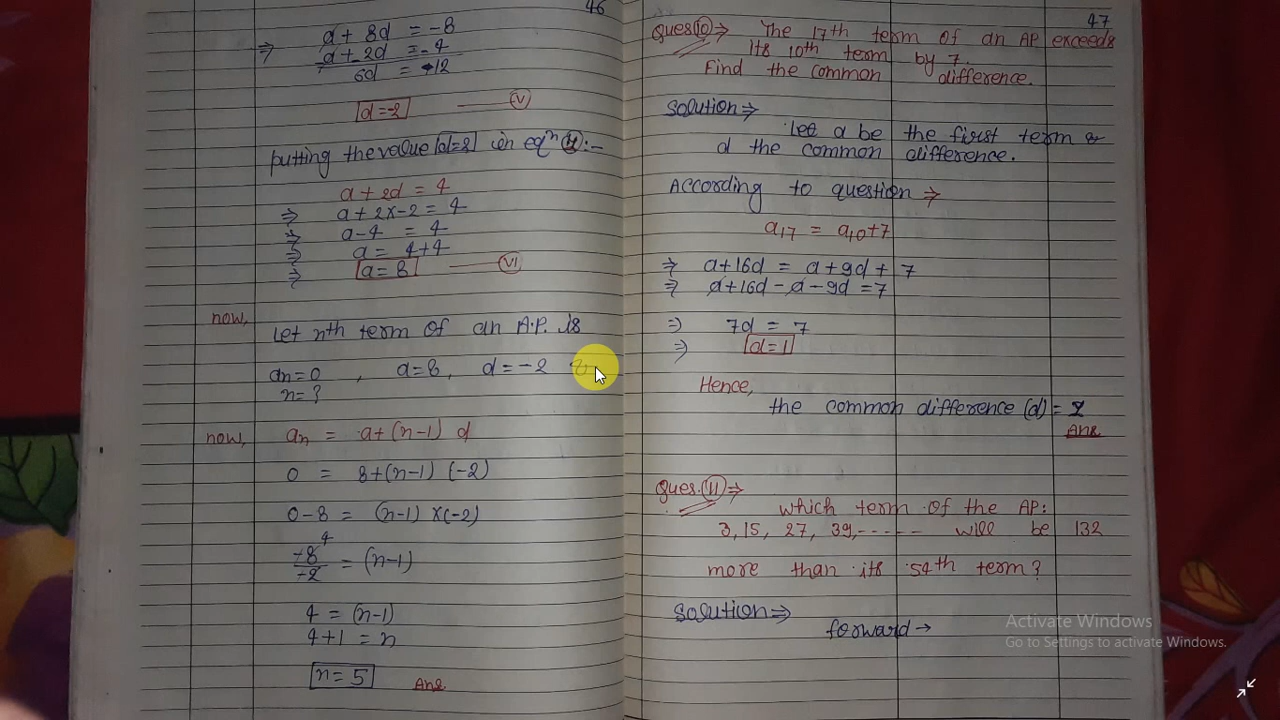 46
a + 8d = -8
⇒ a + 2d = -4
6d = -12
d = -2 —— (V)
putting the value d=2 in eqⁿ :-
a + 2d = 4
⇒ a + 2x-2 = 4
⇒ a-4 = 4
⇒ a = 4+4
⇒ a = 8 —— (VI)
now, Let nth term of an A.P. is
an = 0 , a = 8, d = -2
n = ?
now, an = a + (n-1) d
0 = 8+(n-1) (-2)
0-8 = (n-1) x(-2)
4
-8/-2 = (n-1)
4 = (n-1)
4+1 = n
n = 5 Ans
47
Ques.(10)⇒ The 17th term of an AP exceeds
its 10th term by 7.
Find the common difference.
Solution⇒
Let a be the first term &
d the common difference.
According to question ⇒
a17 = a10+7
⇒ a+16d = a+9d + 7
⇒ a+16d - a - 9d = 7
⇒ 7d = 7
⇒ d=1
Hence,
the common difference (d) =
Ans
Ques.(11)⇒
which term of the AP:
3, 15, 27, 39,----- will be 132
more than its 54th term?
Solution⇒
forward →
Activate Windows
Go to Settings to activate Windows.